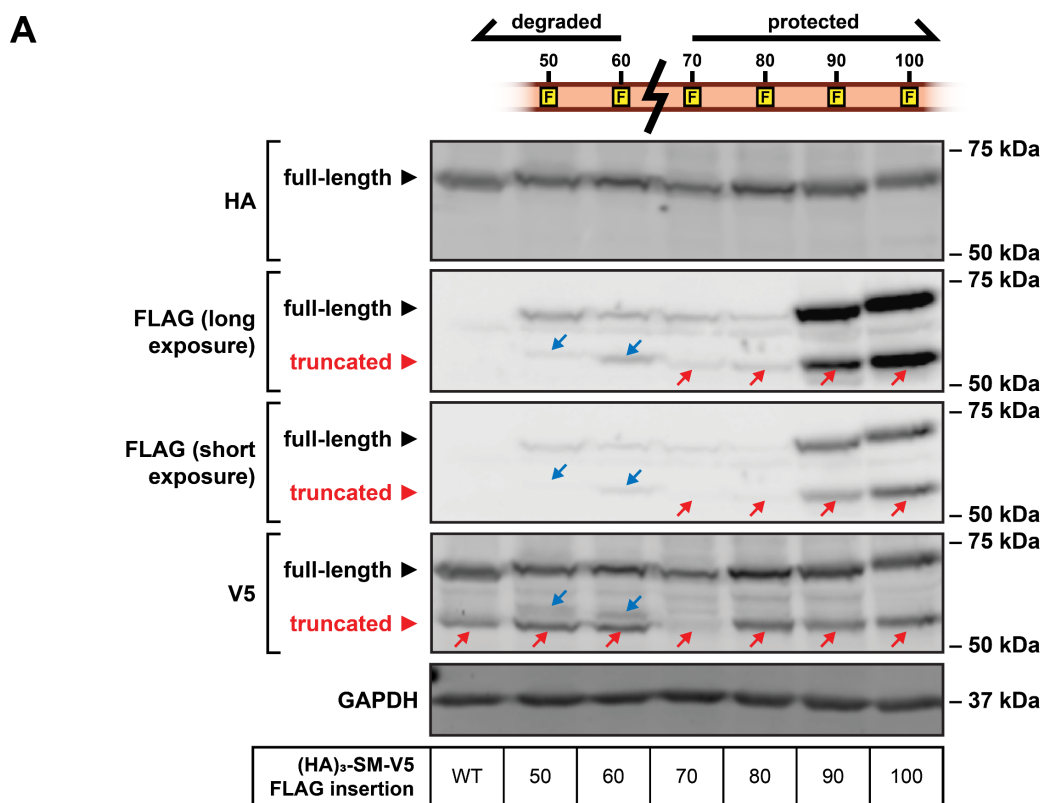 A
degraded
protected
50 60 70 80 90 100
F F F F F F
HA
full-length
– 75 kDa
– 50 kDa
FLAG (long
exposure)
full-length
truncated
– 75 kDa
– 50 kDa
FLAG (short
exposure)
full-length
truncated
– 75 kDa
– 50 kDa
V5
full-length
truncated
– 75 kDa
– 50 kDa
GAPDH
– 37 kDa
(HA)₃-SM-V5
FLAG insertion
WT 50 60 70 80 90 100